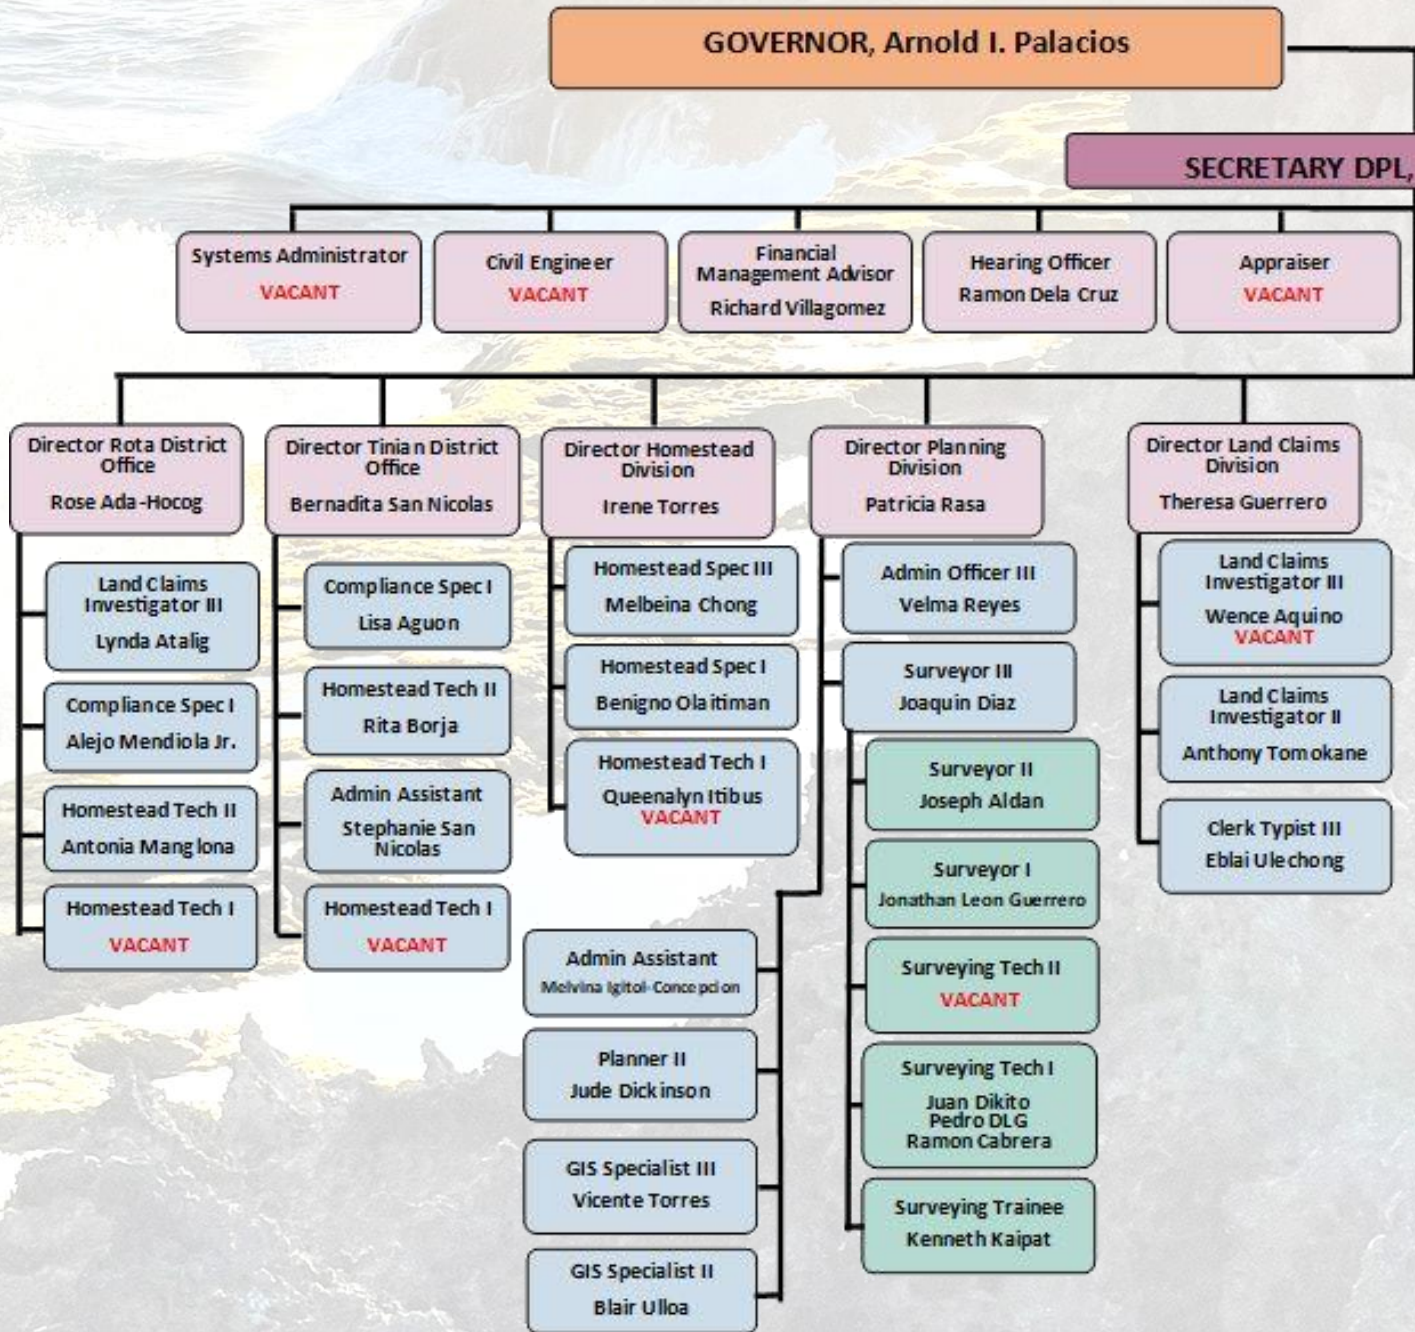 GOVERNOR, Arnold I. Palacios
SECRETARY DPL,
Systems Administrator
VACANT
Civil Engineer
VACANT
Financial
Management Advisor
Richard Villagomez
Hearing Officer
Ramon Dela Cruz
Appraiser
VACANT
Director Rota District
Office
Rose Ada-Hocog
Land Claims
Investigator III
Lynda Atalig
Compliance Spec I
Alejo Mendiola Jr.
Homestead Tech II
Antonia Manglona
Homestead Tech I
VACANT
Director Tinian District
Office
Bernadita San Nicolas
Compliance Spec I
Lisa Aguon
Homestead Tech II
Rita Borja
Admin Assistant
Stephanie San
Nicolas
Homestead Tech I
VACANT
Director Homestead
Division
Irene Torres
Homestead Spec III
Melbeina Chong
Homestead Spec I
Benigno Olaitiman
Homestead Tech I
Queenalyn Itibus
VACANT
Director Planning
Division
Patricia Rasa
Admin Officer III
Velma Reyes
Surveyor III
Joaquin Diaz
Surveyor II
Joseph Aldan
Surveyor I
Jonathan Leon Guerrero
Surveying Tech II
VACANT
Surveying Tech I
Juan Dikito
Pedro DLG
Ramon Cabrera
Surveying Trainee
Kenneth Kaipat
Admin Assistant
Melvina Igitol-Concepcion
Planner II
Jude Dickinson
GIS Specialist III
Vicente Torres
GIS Specialist II
Blair Ulloa
Director Land Claims
Division
Theresa Guerrero
Land Claims
Investigator III
Wence Aquino
VACANT
Land Claims
Investigator II
Anthony Tomokane
Clerk Typist III
Eblai Ulechong